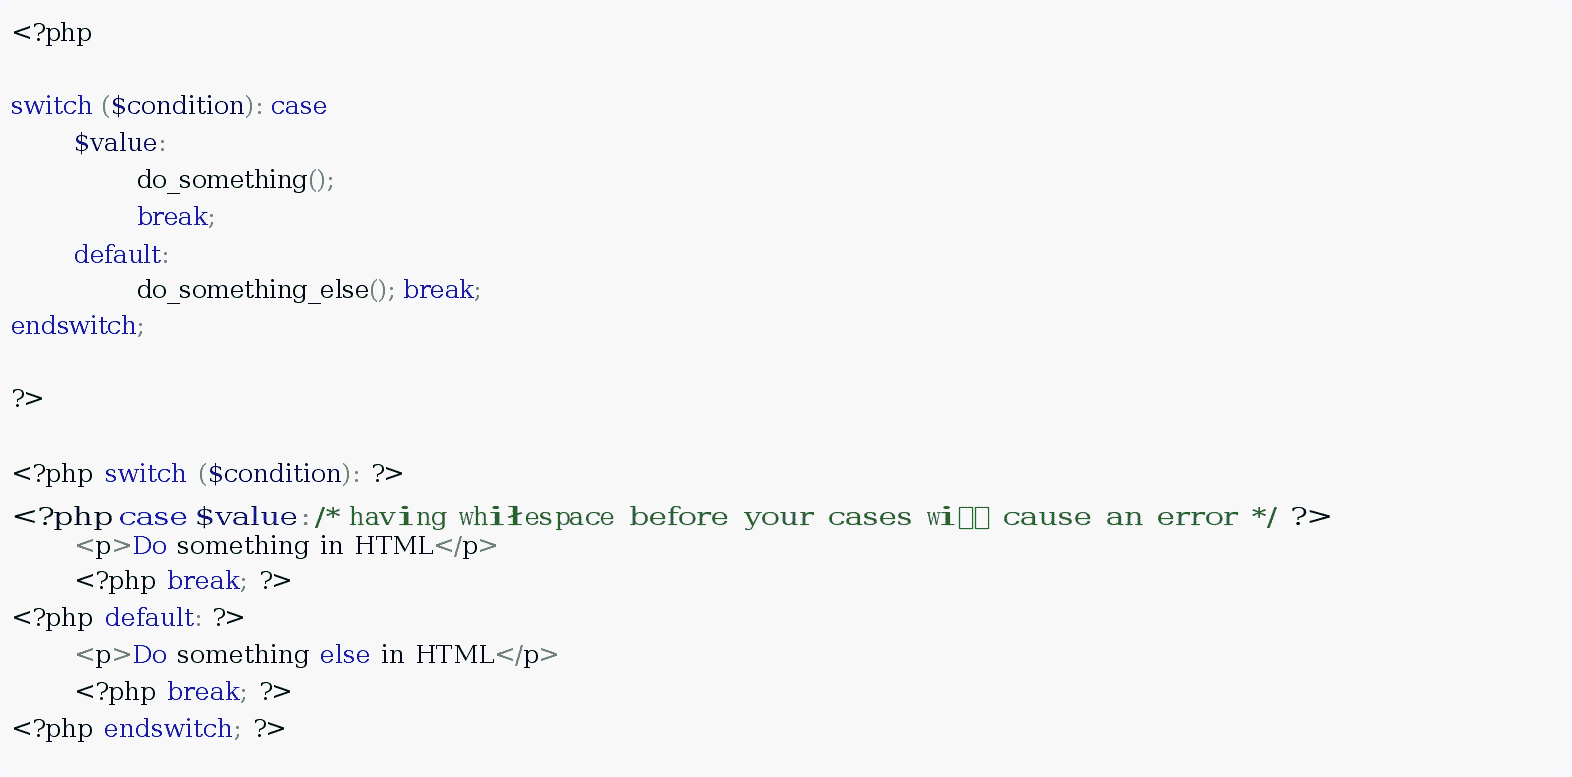 <?php
switch ($condition): case
$value:
do_something();
break;
default:
do_something_else(); break;
endswitch;
?>
<?php switch ($condition): ?>
<?php case $value:/* having before your cases cause an error */ ?>
<p>Do something in HTML</p>
<?php break; ?>
<?php default: ?>
<p>Do something else in HTML</p>
<?php break; ?>
<?php endswitch; ?>